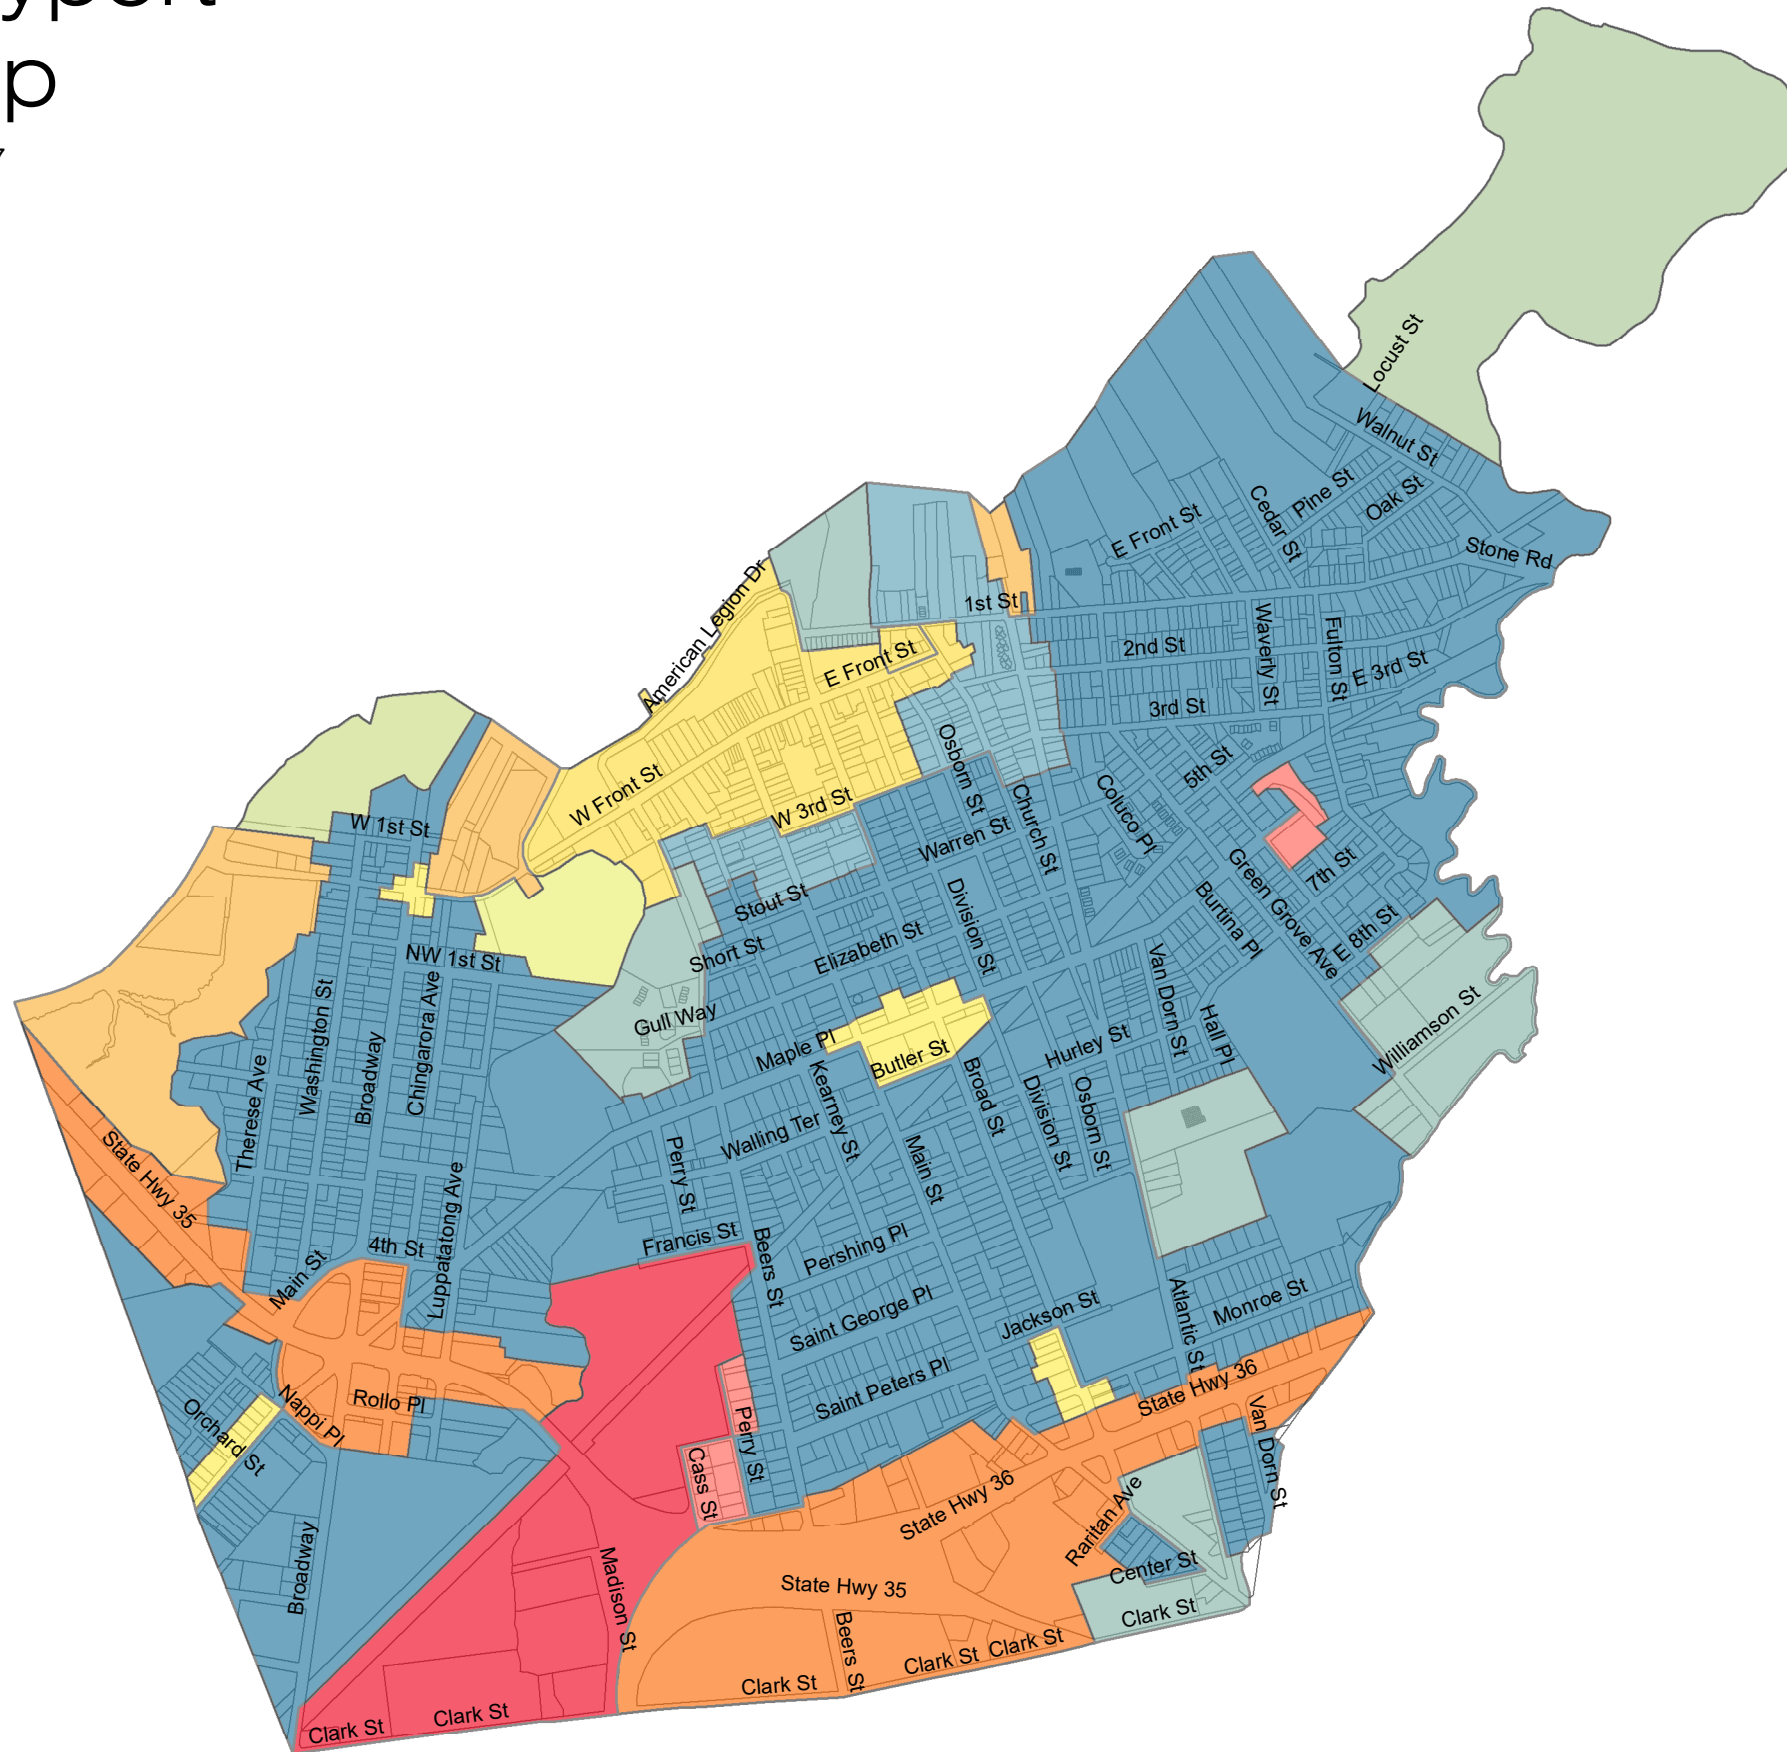 yport
p
Locust St
Walnut St
Pine St
Cedar St
Oak St
E Front St
Stone Rd
American Legion Dr
1st St
2nd St
Waverly St
Fulton St
E 3rd St
E Front St
3rd St
Osborn St
5th St
W Front St
W 3rd St
Coluco Pl
Church St
W 1st St
Warren St
Green Grove Ave
7th St
Stout St
Division St
Burtina Pl
E 8th St
NW 1st St
Short St
Elizabeth St
Van Dorn St
Washington St
Chingarora Ave
Gull Way
Hall Pl
Williamson St
Broadway
Maple Pl
Butler St
Hurley St
Therese Ave
Kearney St
Broad St
Division St
Osborn St
State Hwy 35
Walling Ter
Perry St
Main St
Luppatatong Ave
Francis St
Pershing Pl
4th St
Main St
Beers St
Saint George Pl
Jackson St
Atlantic St
Monroe St
Saint Peters Pl
State Hwy 36
Rollo Pl
Nappi Pl
Orchard St
Perry St
Cass St
Van Dorn St
State Hwy 36
Raritan Ave
Broadway
Madison St
State Hwy 35
Center St
Clark St
Beers St
Clark St
Clark St
Clark St
Clark St
Clark St